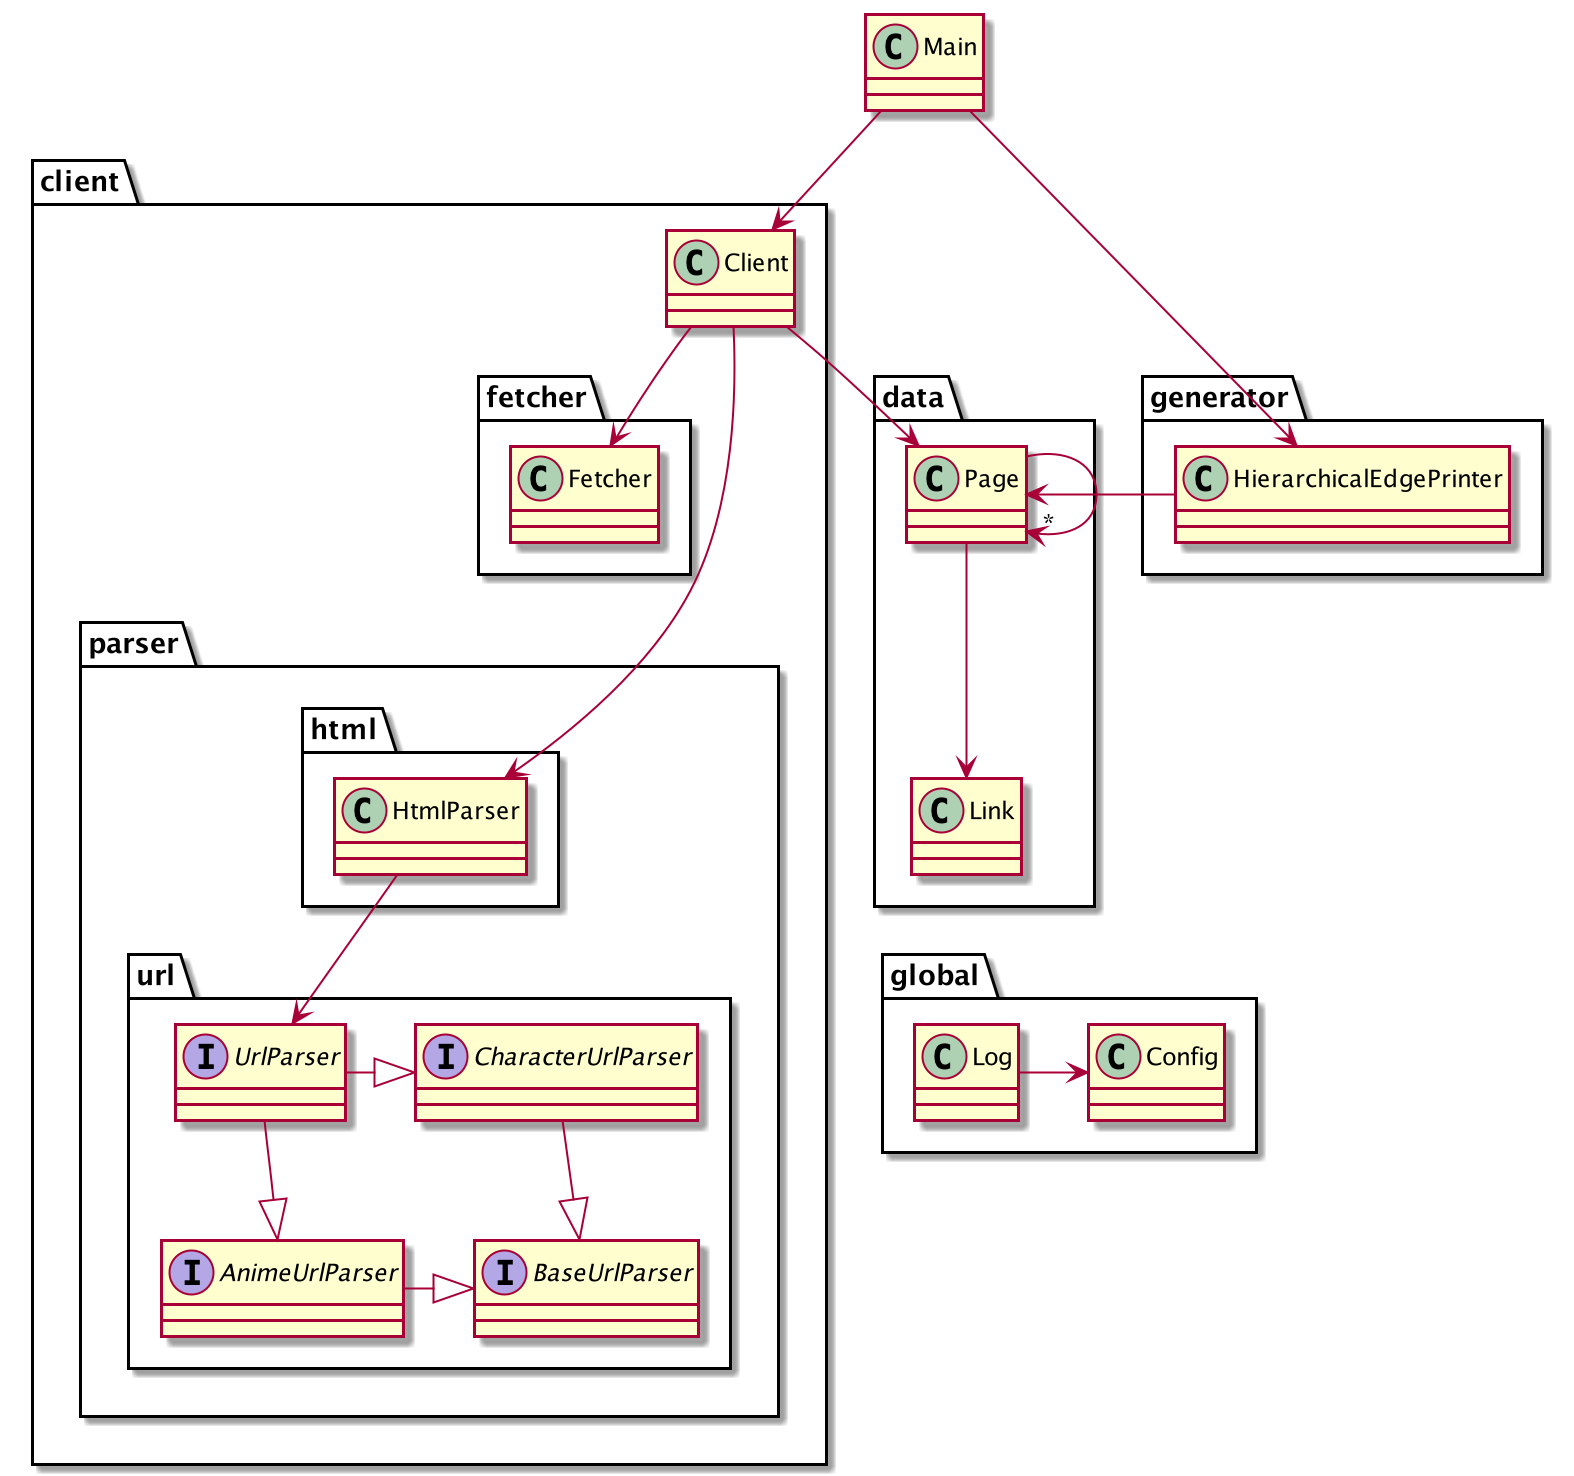 C Main
client
C Client
fetcher
data
generator
C Fetcher
C Page
C HierarchicalEdgePrinter
*
parser
html
C HtmlParser
C Link
url
global
I UrlParser
I CharacterUrlParser
C Log
C Config
I AnimeUrlParser
I BaseUrlParser